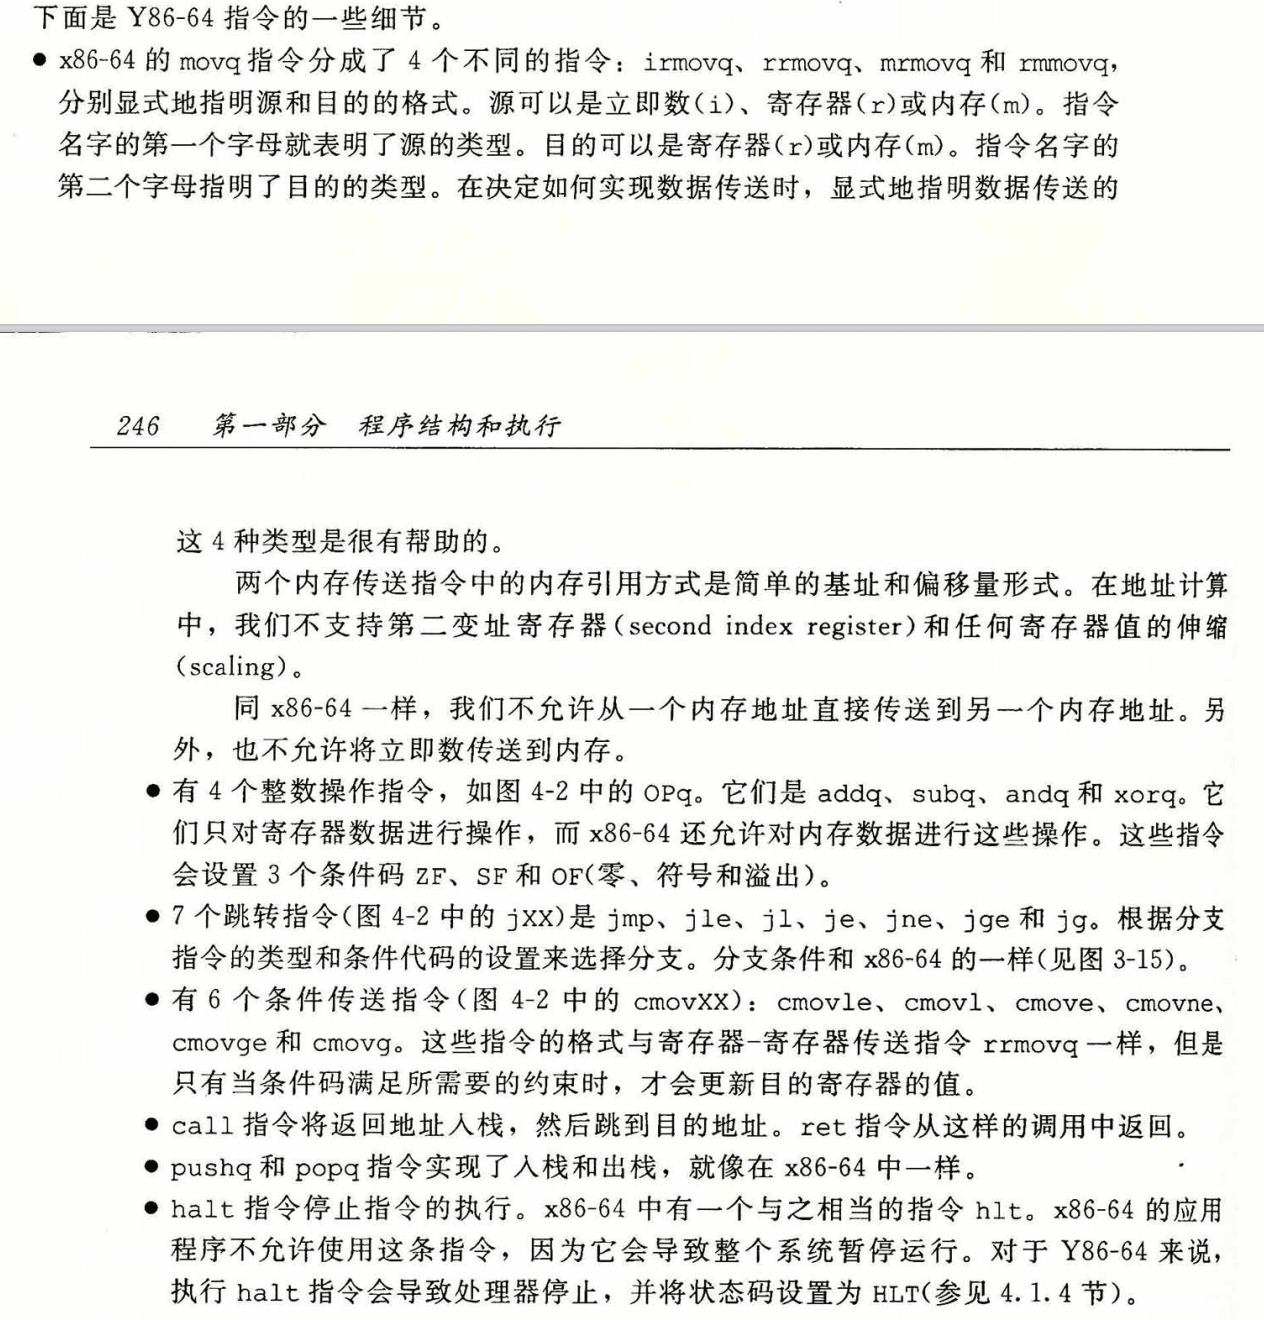 下面是 Y86-64 指令的一些细节。
● x86-64 的 movq 指令分成了 4 个不同的指令：irmovq、rrmovq、mrmovq 和 rmmovq，
分别显式地指明源和目的的格式。源可以是立即数(i)、寄存器(r)或内存(m)。指令
名字的第一个字母就表明了源的类型。目的可以是寄存器(r)或内存(m)。指令名字的
第二个字母指明了目的的类型。在决定如何实现数据传送时，显式地指明数据传送的
246 第一部分 程序结构和执行
这 4 种类型是很有帮助的。
两个内存传送指令中的内存引用方式是简单的基址和偏移量形式。在地址计算
中，我们不支持第二变址寄存器(second index register)和任何寄存器值的伸缩
(scaling)。
同 x86-64 一样，我们不允许从一个内存地址直接传送到另一个内存地址。另
外，也不允许将立即数传送到内存。
● 有 4 个整数操作指令，如图 4-2 中的 OPq。它们是 addq、subq、andq 和 xorq。它
们只对寄存器数据进行操作，而 x86-64 还允许对内存数据进行这些操作。这些指令
会设置 3 个条件码 ZF、SF 和 OF(零、符号和溢出)。
● 7 个跳转指令(图 4-2 中的 jXX)是 jmp、jle、jl、je、jne、jge 和 jg。根据分支
指令的类型和条件代码的设置来选择分支。分支条件和 x86-64 的一样(见图 3-15)。
● 有 6 个条件传送指令(图 4-2 中的 cmovXX)：cmovle、cmovl、cmove、cmovne、
cmovge 和 cmovg。这些指令的格式与寄存器-寄存器传送指令 rrmovq 一样，但是
只有当条件码满足所需要的约束时，才会更新目的寄存器的值。
● call 指令将返回地址入栈，然后跳到目的地址。ret 指令从这样的调用中返回。
● pushq 和 popq 指令实现了入栈和出栈，就像在 x86-64 中一样。
● halt 指令停止指令的执行。x86-64 中有一个与之相当的指令 hlt。x86-64 的应用
程序不允许使用这条指令，因为它会导致整个系统暂停运行。对于 Y86-64 来说，
执行 halt 指令会导致处理器停止，并将状态码设置为 HLT(参见 4.1.4 节)。